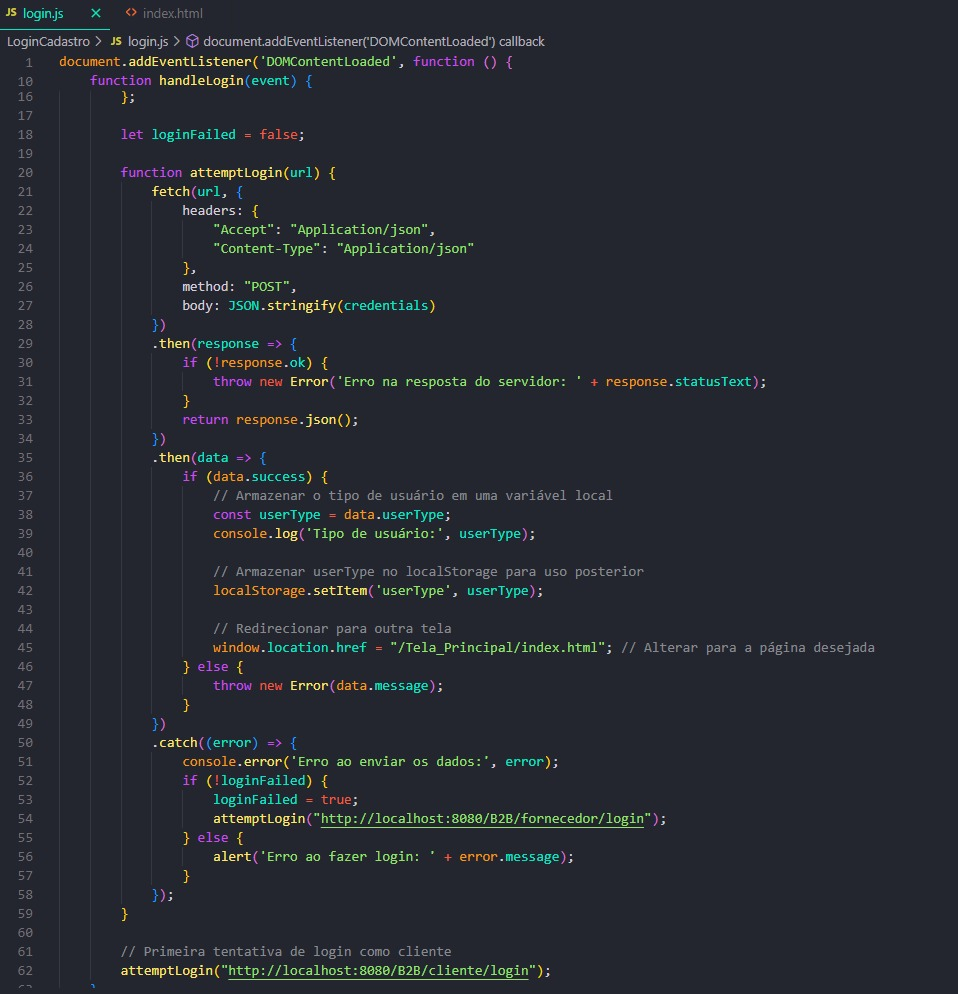 JS login.js × <> index.html
LoginCadastro > JS login.js > document.addEventListener('DOMContentLoaded') callback
1 document.addEventListener('DOMContentLoaded', function () {
10 function handleLogin(event) {
16 };
17
18 let loginFailed = false;
19
20 function attemptLogin(url) {
21 fetch(url, {
22 headers: {
23 "Accept": "Application/json",
24 "Content-Type": "Application/json"
25 },
26 method: "POST",
27 body: JSON.stringify(credentials)
28 })
29 .then(response => {
30 if (!response.ok) {
31 throw new Error('Erro na resposta do servidor: ' + response.statusText);
32 }
33 return response.json();
34 })
35 .then(data => {
36 if (data.success) {
37 // Armazenar o tipo de usuário em uma variável local
38 const userType = data.userType;
39 console.log('Tipo de usuário:', userType);
40
41 // Armazenar userType no localStorage para uso posterior
42 localStorage.setItem('userType', userType);
43
44 // Redirecionar para outra tela
45 window.location.href = "/Tela_Principal/index.html"; // Alterar para a página desejada
46 } else {
47 throw new Error(data.message);
48 }
49 })
50 .catch((error) => {
51 console.error('Erro ao enviar os dados:', error);
52 if (!loginFailed) {
53 loginFailed = true;
54 attemptLogin("http://localhost:8080/B2B/fornecedor/login");
55 } else {
56 alert('Erro ao fazer login: ' + error.message);
57 }
58 });
59 }
60
61 // Primeira tentativa de login como cliente
62 attemptLogin("http://localhost:8080/B2B/cliente/login");